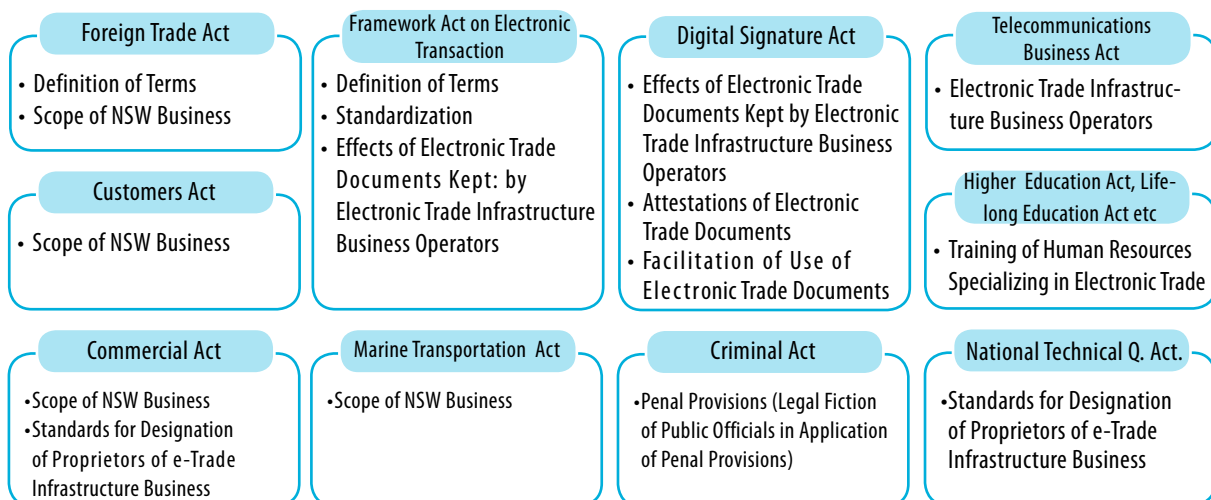 Foreign Trade Act
• Definition of Terms
• Scope of NSW Business
Customers Act
• Scope of NSW Business
Framework Act on Electronic
Transaction
• Definition of Terms
• Standardization
• Effects of Electronic Trade
Documents Kept: by
Electronic Trade Infrastructure
Business Operators
Digital Signature Act
• Effects of Electronic Trade
Documents Kept by Electronic
Trade Infrastructure Business
Operators
• Attestations of Electronic
Trade Documents
• Facilitation of Use of
Electronic Trade Documents
Telecommunications
Business Act
• Electronic Trade Infrastruc-
ture Business Operators
Higher Education Act, Life-
long Education Act etc
• Training of Human Resources
Specializing in Electronic Trade
Commercial Act
•Scope of NSW Business
•Standards for Designation
of Proprietors of e-Trade
Infrastructure Business
Marine Transportation Act
•Scope of NSW Business
Criminal Act
•Penal Provisions (Legal Fiction
of Public Officials in Application
of Penal Provisions)
National Technical Q. Act.
•Standards for Designation
of Proprietors of e-Trade
Infrastructure Business